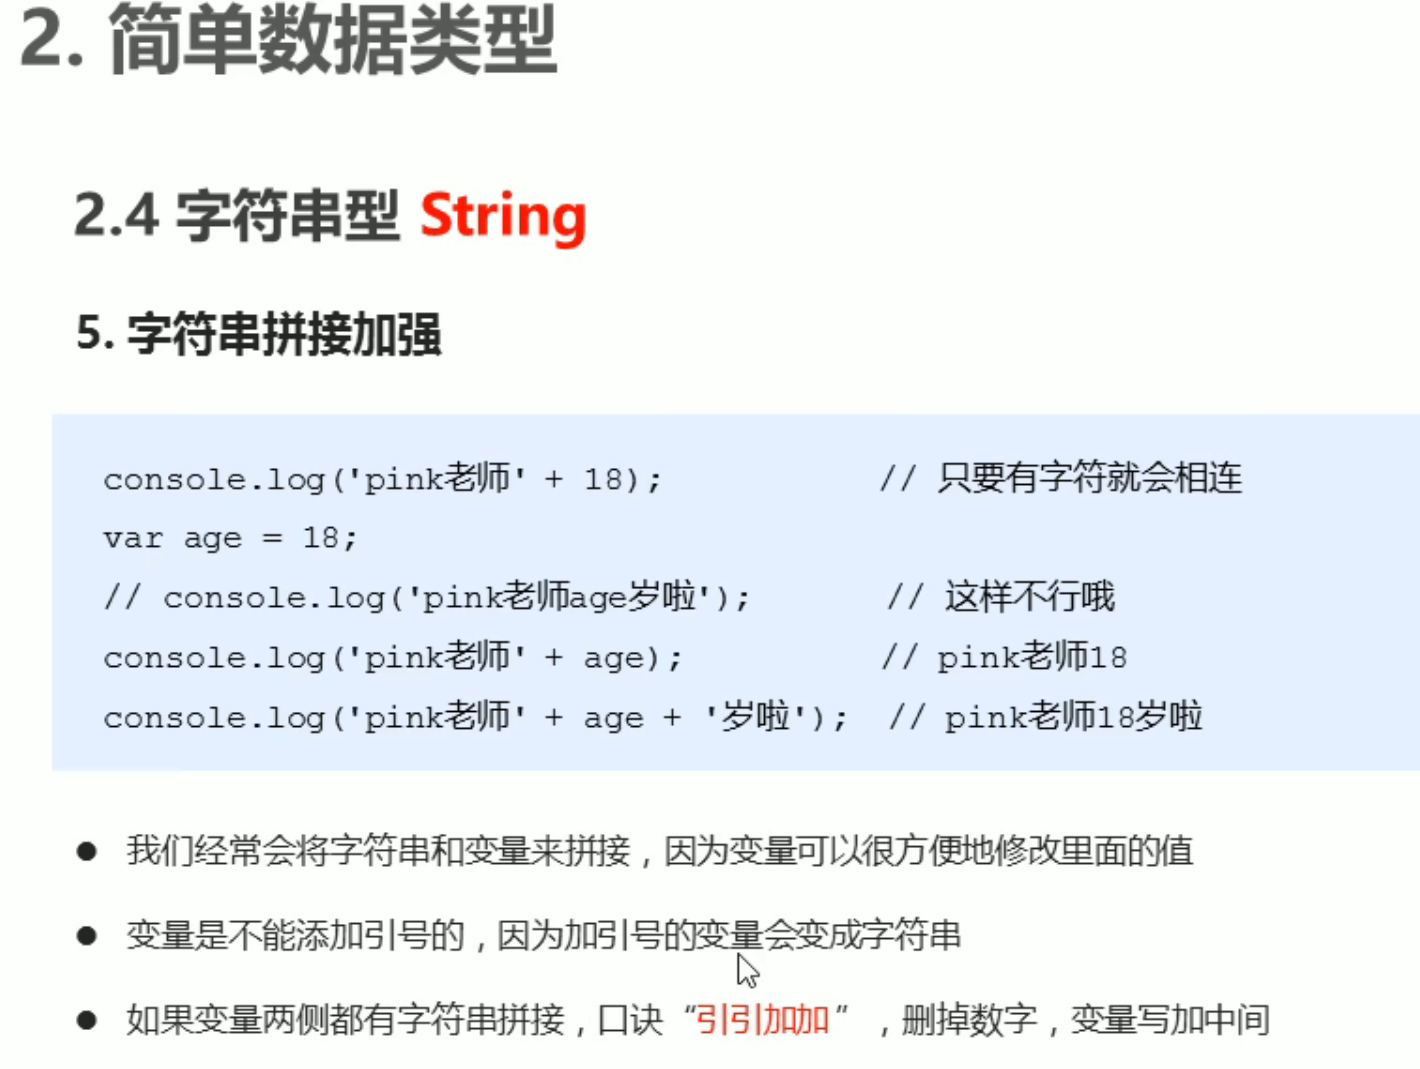 2. 简单数据类型
2.4 字符串型 String
5. 字符串拼接加强
console.log('pink老师' + 18); // 只要有字符就会相连
var age = 18;
// console.log('pink老师age岁啦'); // 这样不行哦
console.log('pink老师' + age); // pink老师18
console.log('pink老师' + age + '岁啦'); // pink老师18岁啦
● 我们经常会将字符串和变量来拼接，因为变量可以很方便地修改里面的值
● 变量是不能添加引号的，因为加引号的变量会变成字符串
● 如果变量两侧都有字符串拼接，口诀“引引加加”，删掉数字，变量写加中间